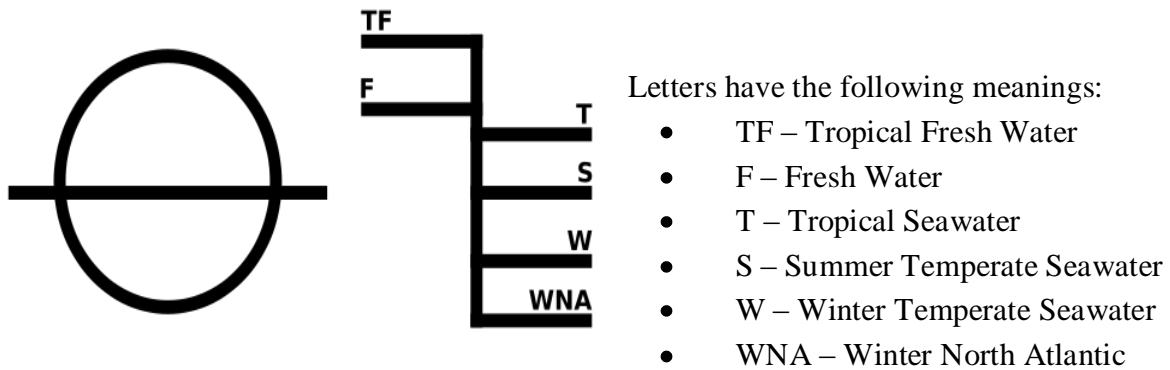 TF
F
T
S
W
WNA
Letters have the following meanings:
• TF – Tropical Fresh Water
• F – Fresh Water
• T – Tropical Seawater
• S – Summer Temperate Seawater
• W – Winter Temperate Seawater
• WNA – Winter North Atlantic